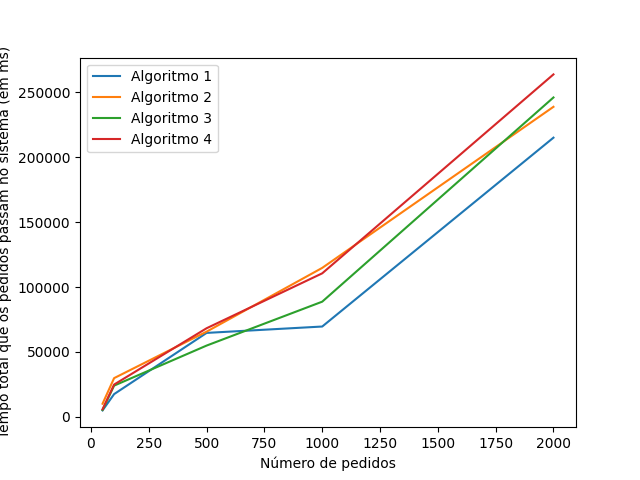 Algoritmo 1
Algoritmo 2
Algoritmo 3
Algoritmo 4
250000
200000
150000
100000
50000
0
total que os pedidos passam no sistema (em ms)
0 250 500 750 1000 1250 1500 1750 2000
Número de pedidos